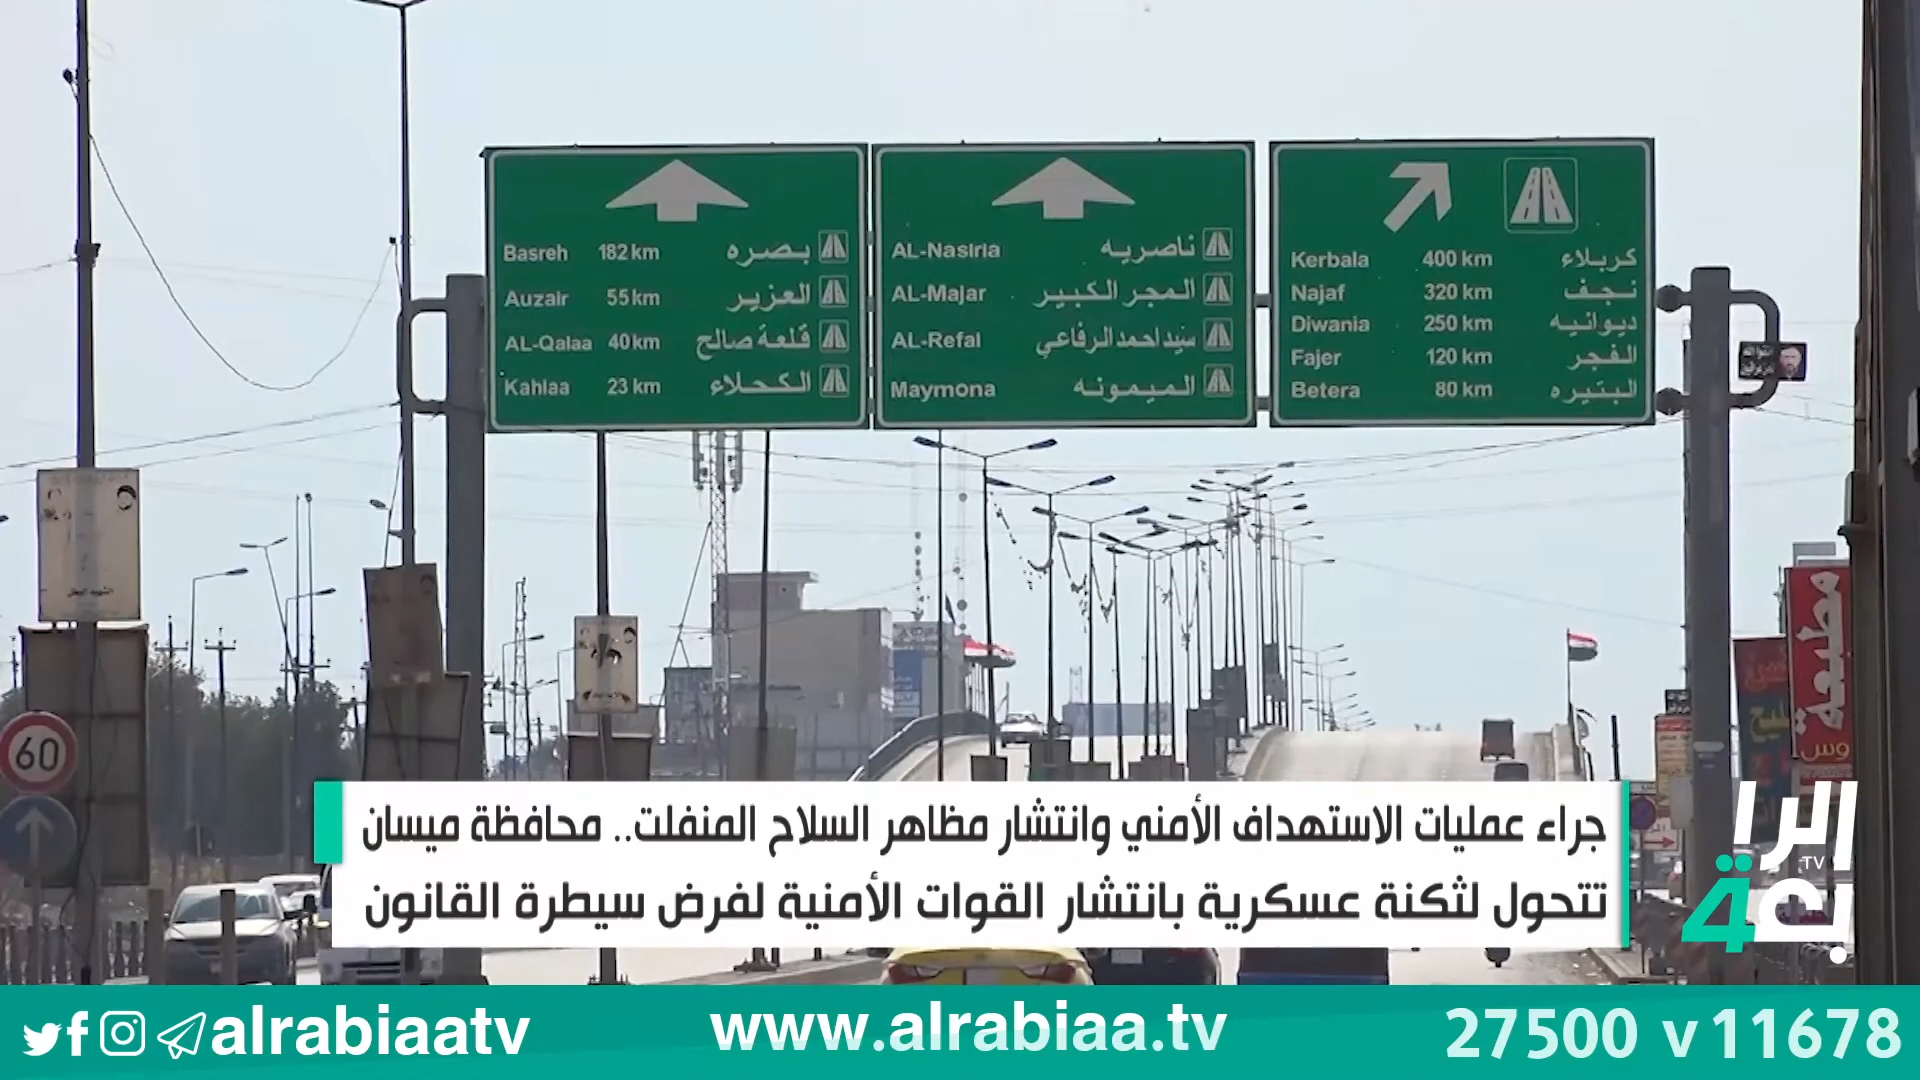 Basreh 182 km بصره
Auzair 55 km العزير
AL-Qalaa 40 km قلعة صالح
Kahlaa 23 km الكحلاء
AL-Nasiria ناصريه
AL-Majar المجر الكبير
AL-Refai سيد احمد الرفاعي
Maymona الميمونه
Kerbala 400 km كربلاء
Najaf 320 km نجف
Diwania 250 km ديوانيه
Fajer 120 km الفجر
Betera 80 km البتيره
60
مطبعة
جراء عمليات الاستهداف الأمني وانتشار مظاهر السلاح المنفلت.. محافظة ميسان
تتحول لثكنة عسكرية بانتشار القوات الأمنية لفرض سيطرة القانون
الرابعة
TV
4
alrabiaatv
www.alrabiaa.tv
27500 v 11678